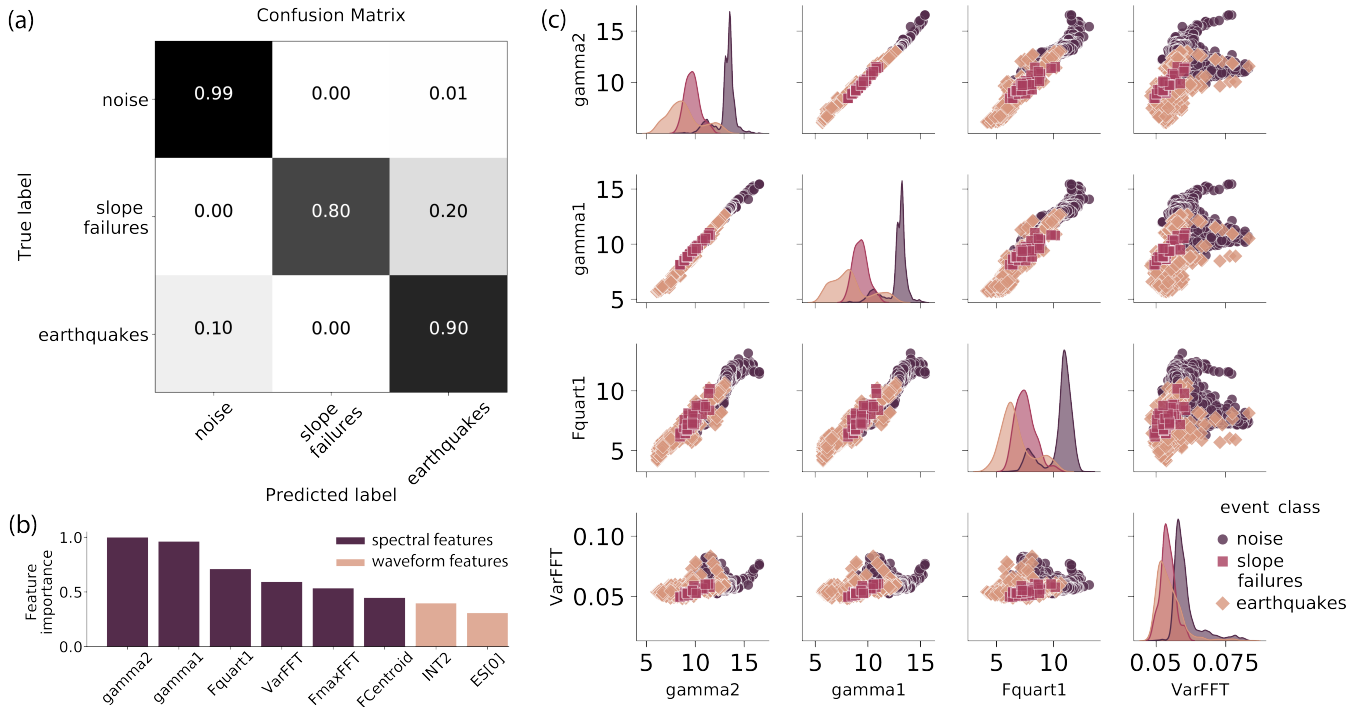 (a)
Confusion Matrix
True label
noise
0.99
0.00
0.01
slope
failures
0.00
0.80
0.20
earthquakes
0.10
0.00
0.90
noise
slope
failures
earthquakes
Predicted label
(b)
Feature
importance
1.0
0.5
0.0
spectral features
waveform features
gamma2
gamma1
Fquart1
VarFFT
FmaxFFT
FCentroid
INT2
ES[0]
(c)
gamma2
15
10
gamma1
15
10
5
Fquart1
10
5
VarFFT
0.10
0.05
5
10
15
gamma2
5
10
15
gamma1
5
10
Fquart1
0.05
0.075
VarFFT
event class
noise
slope
failures
earthquakes